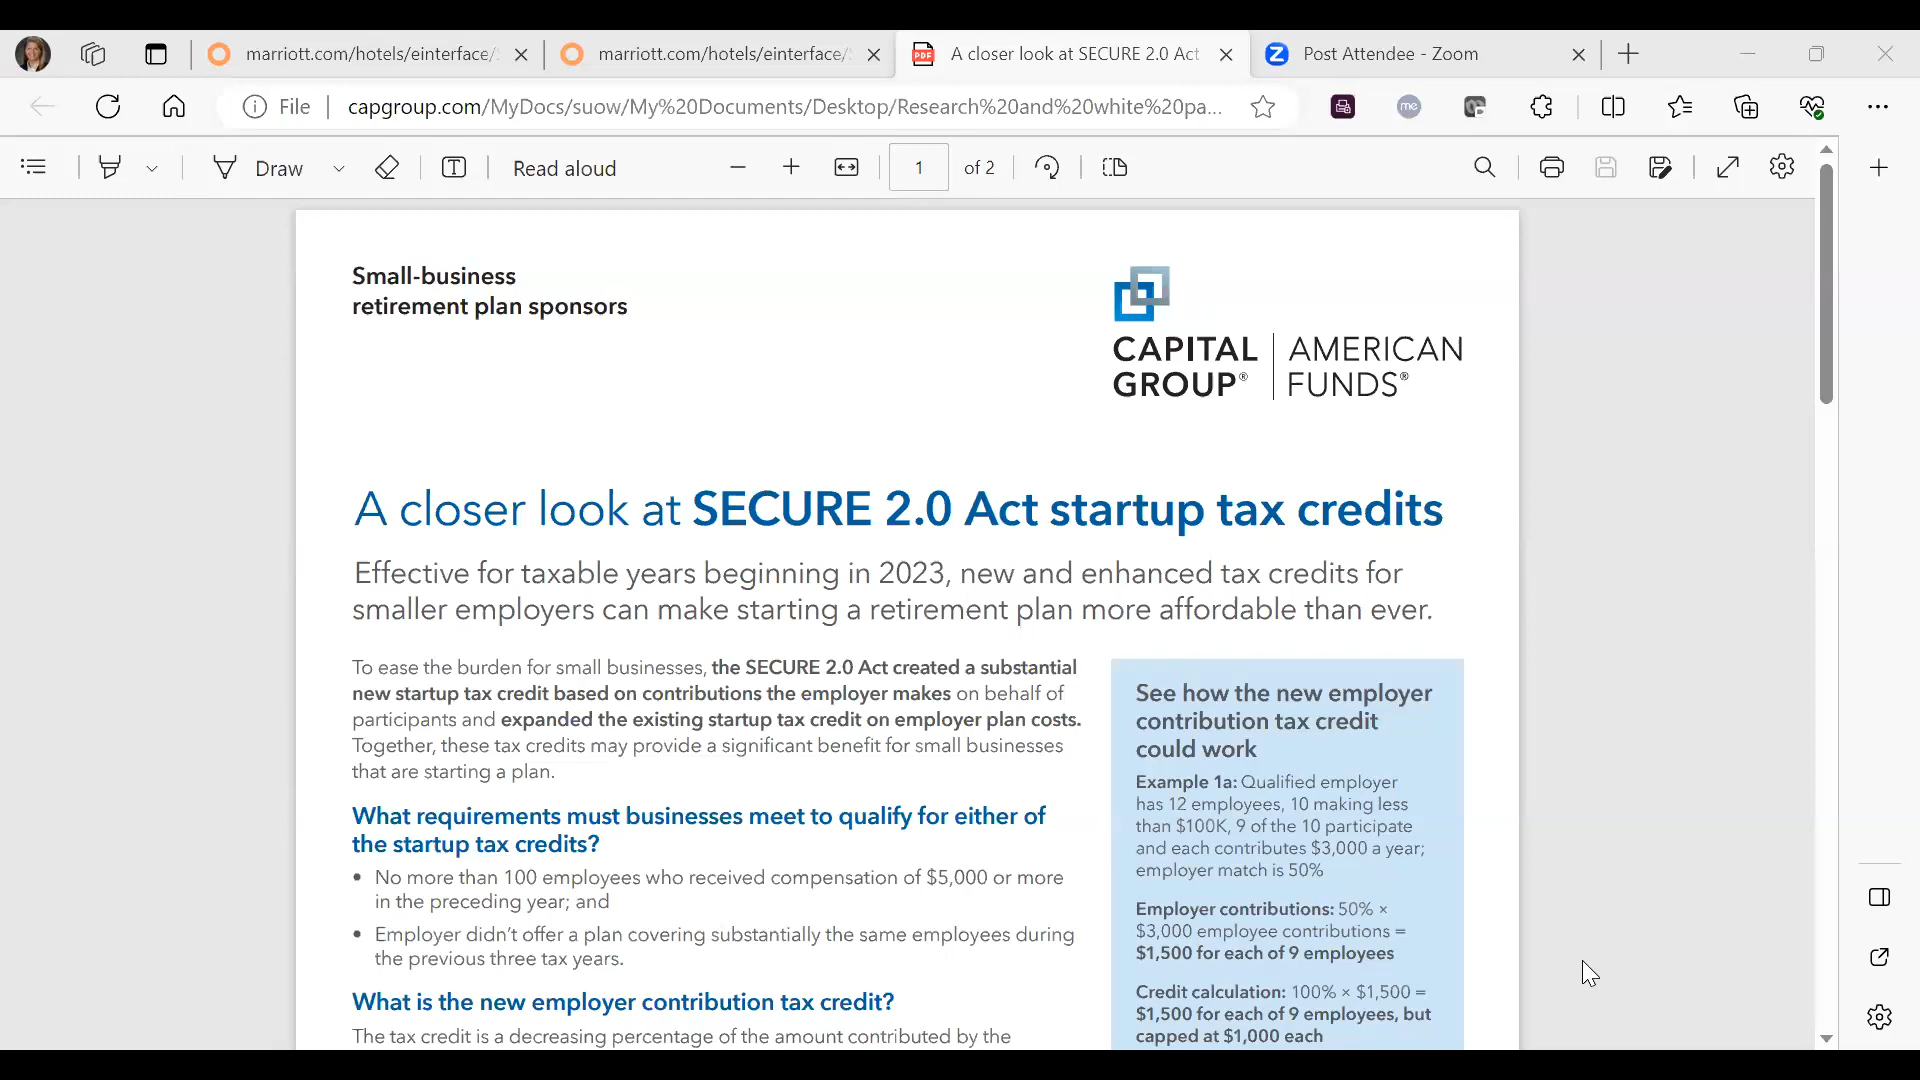 marriott.com/hotels/einterface/
marriott.com/hotels/einterface/
PDF
A closer look at SECURE 2.0 Act
Z
Post Attendee - Zoom
File
capgroup.com/MyDocs/suow/My%20Documents/Desktop/Research%20and%20white%20pa...
me
Draw
Read aloud
1
of 2
Small-business
retirement plan sponsors
CAPITAL
GROUP®
AMERICAN
FUNDS®
A closer look at SECURE 2.0 Act startup tax credits
Effective for taxable years beginning in 2023, new and enhanced tax credits for
smaller employers can make starting a retirement plan more affordable than ever.
To ease the burden for small businesses, the SECURE 2.0 Act created a substantial
new startup tax credit based on contributions the employer makes on behalf of
participants and expanded the existing startup tax credit on employer plan costs.
Together, these tax credits may provide a significant benefit for small businesses
that are starting a plan.
What requirements must businesses meet to qualify for either of
the startup tax credits?
• No more than 100 employees who received compensation of $5,000 or more
in the preceding year; and
• Employer didn't offer a plan covering substantially the same employees during
the previous three tax years.
What is the new employer contribution tax credit?
The tax credit is a decreasing percentage of the amount contributed by the
See how the new employer
contribution tax credit
could work
Example 1a: Qualified employer
has 12 employees, 10 making less
than $100K, 9 of the 10 participate
and each contributes $3,000 a year;
employer match is 50%
Employer contributions: 50% ×
$3,000 employee contributions =
$1,500 for each of 9 employees
Credit calculation: 100% × $1,500 =
$1,500 for each of 9 employees, but
capped at $1,000 each